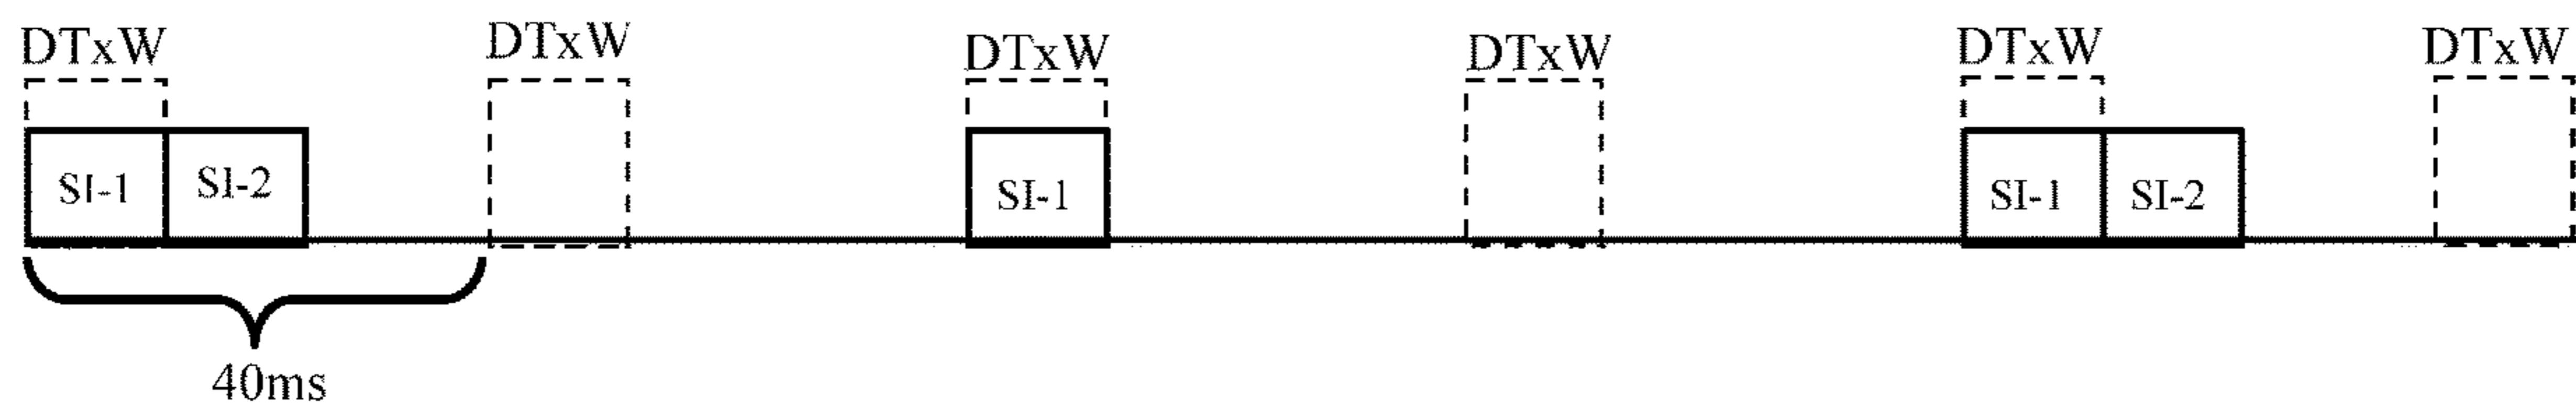 DTxW DTxW DTxW DTxW DTxW DTxW
SI-1 SI-2 SI-1 SI-1 SI-2
40ms